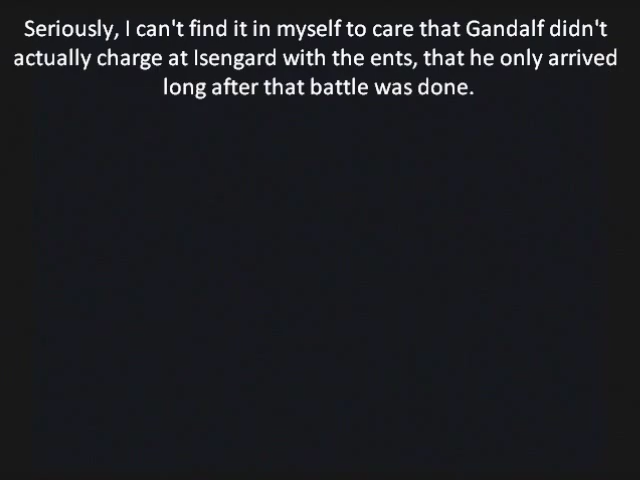 Seriously, I can't find it in myself to care that Gandalf didn't
actually charge at Isengard with the ents, that he only arrived
long after that battle was done.